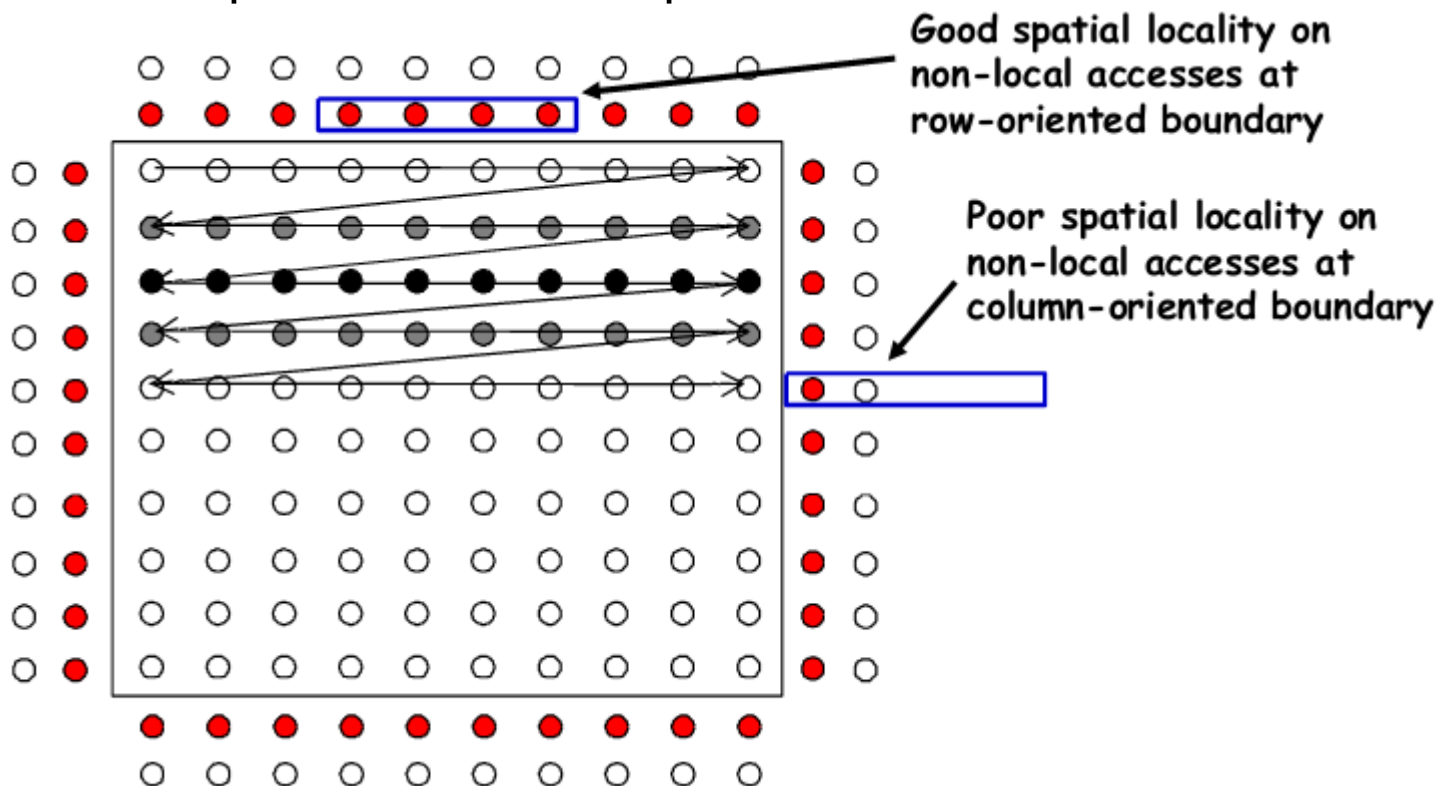 Good spatial locality on
non-local accesses at
row-oriented boundary
Poor spatial locality on
non-local accesses at
column-oriented boundary